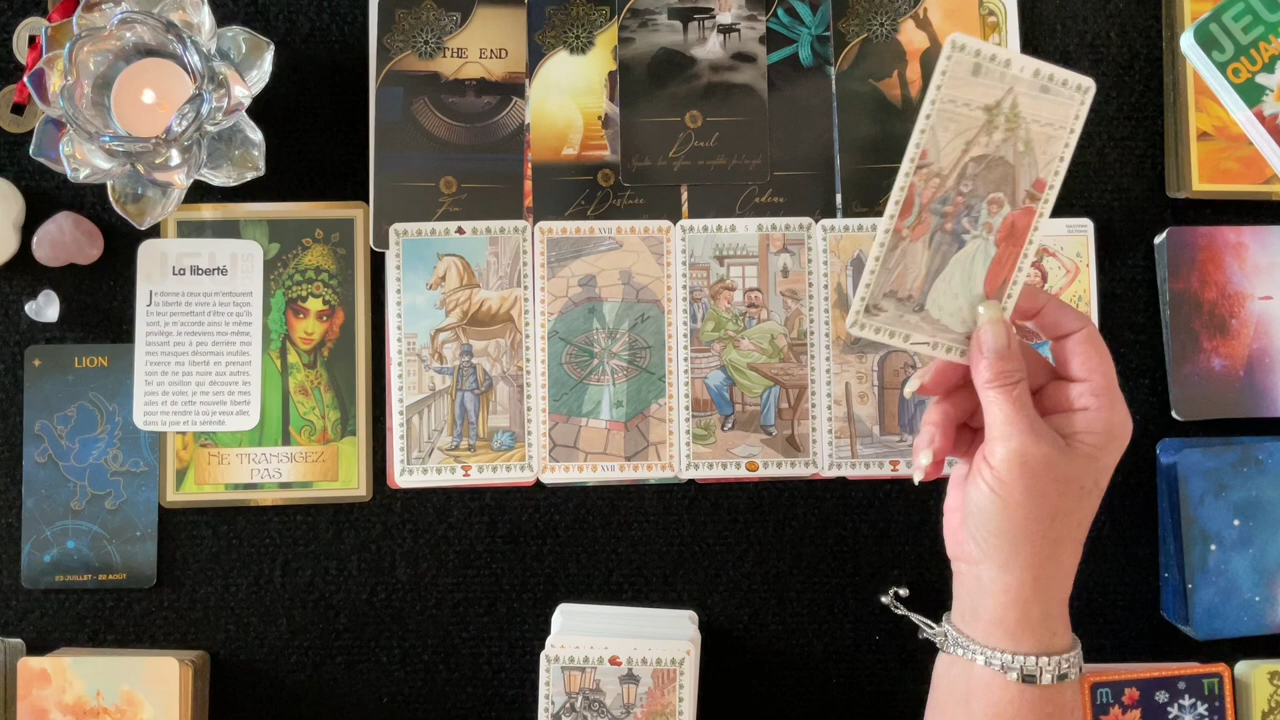 THE END
Fin
La Destinée
Deuil
Cadeau
JEU
La liberté
Je donne à ceux qui m'entourent
la liberté de vivre à leur façon.
En leur permettant d'être ce qu'ils
sont, je m'accorde ainsi le même
privilège. Je redeviens moi-même,
laissant peu à peu derrière moi
mes masques désormais inutiles.
J'exerce ma liberté en prenant
soin de ne pas nuire aux autres.
Tel un oisillon qui découvre les
joies de voler, je me sers de mes
ailes et de cette nouvelle liberté
pour me rendre là où je veux aller,
dans la joie et la sérénité.
NE TRANSIGEZ
PAS
LION
23 JUILLET - 22 AOÛT
XVII
N
XVII
5